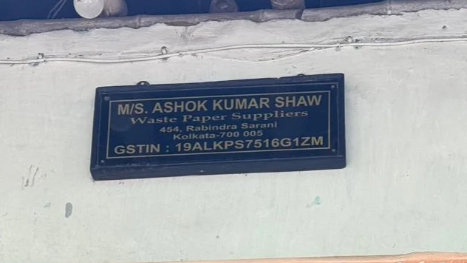 M/S. ASHOK KUMAR SHAW
Waste Paper Suppliers
454, Rabindra Sarani
Kolkata-700 005
GSTIN : 19ALKPS7516G1ZM